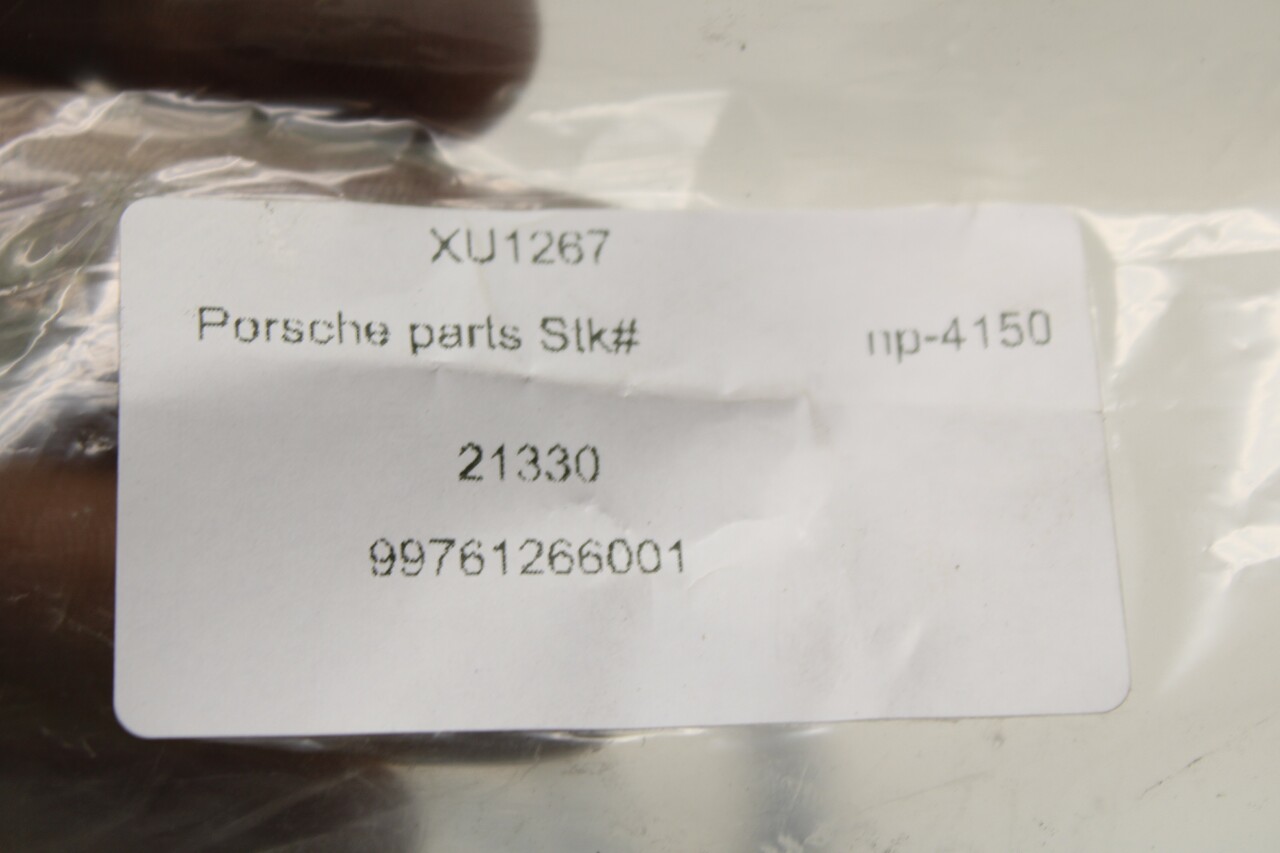 XU1267
Porsche parts Stk# np-4150
21330
99761266001